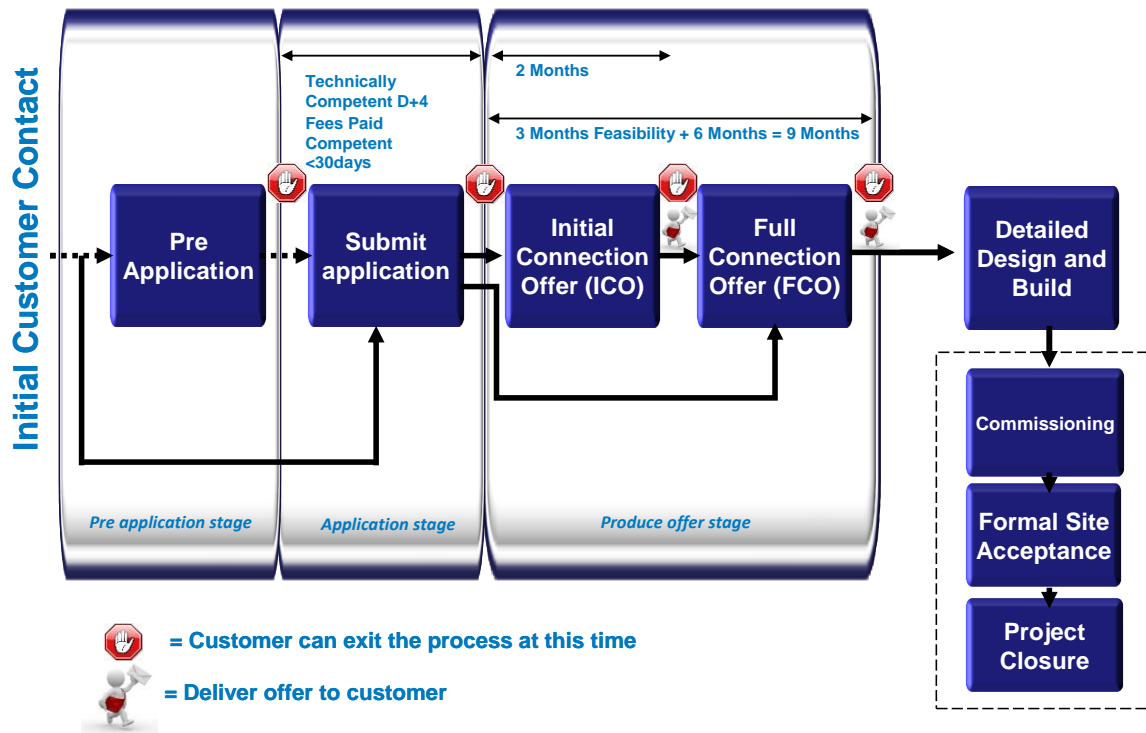 Initial Customer Contact
Technically
Competent D+4
Fees Paid
Competent
<30days
2 Months
3 Months Feasibility + 6 Months = 9 Months
Pre
Application
Submit
application
Initial
Connection
Offer (ICO)
Full
Connection
Offer (FCO)
Detailed
Design and
Build
Commissioning
Formal Site
Acceptance
Project
Closure
Pre application stage
Application stage
Produce offer stage
= Customer can exit the process at this time
= Deliver offer to customer